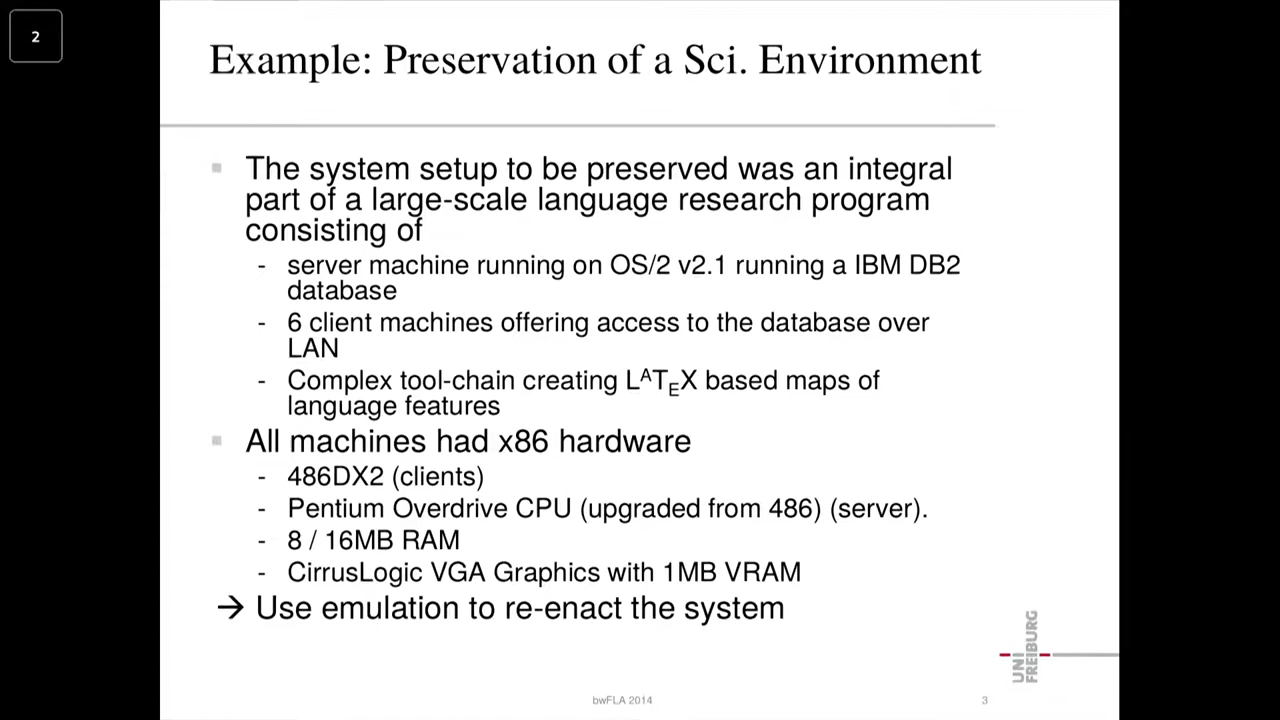 2
Example: Preservation of a Sci. Environment
The system setup to be preserved was an integral
part of a large-scale language research program
consisting of
- server machine running on OS/2 v2.1 running a IBM DB2
database
- 6 client machines offering access to the database over
LAN
- Complex tool-chain creating LATEX based maps of
language features
All machines had x86 hardware
- 486DX2 (clients)
- Pentium Overdrive CPU (upgraded from 486) (server).
- 8 / 16MB RAM
- CirrusLogic VGA Graphics with 1MB VRAM
→ Use emulation to re-enact the system
UNI
FREIBURG
bwFLA 2014
3